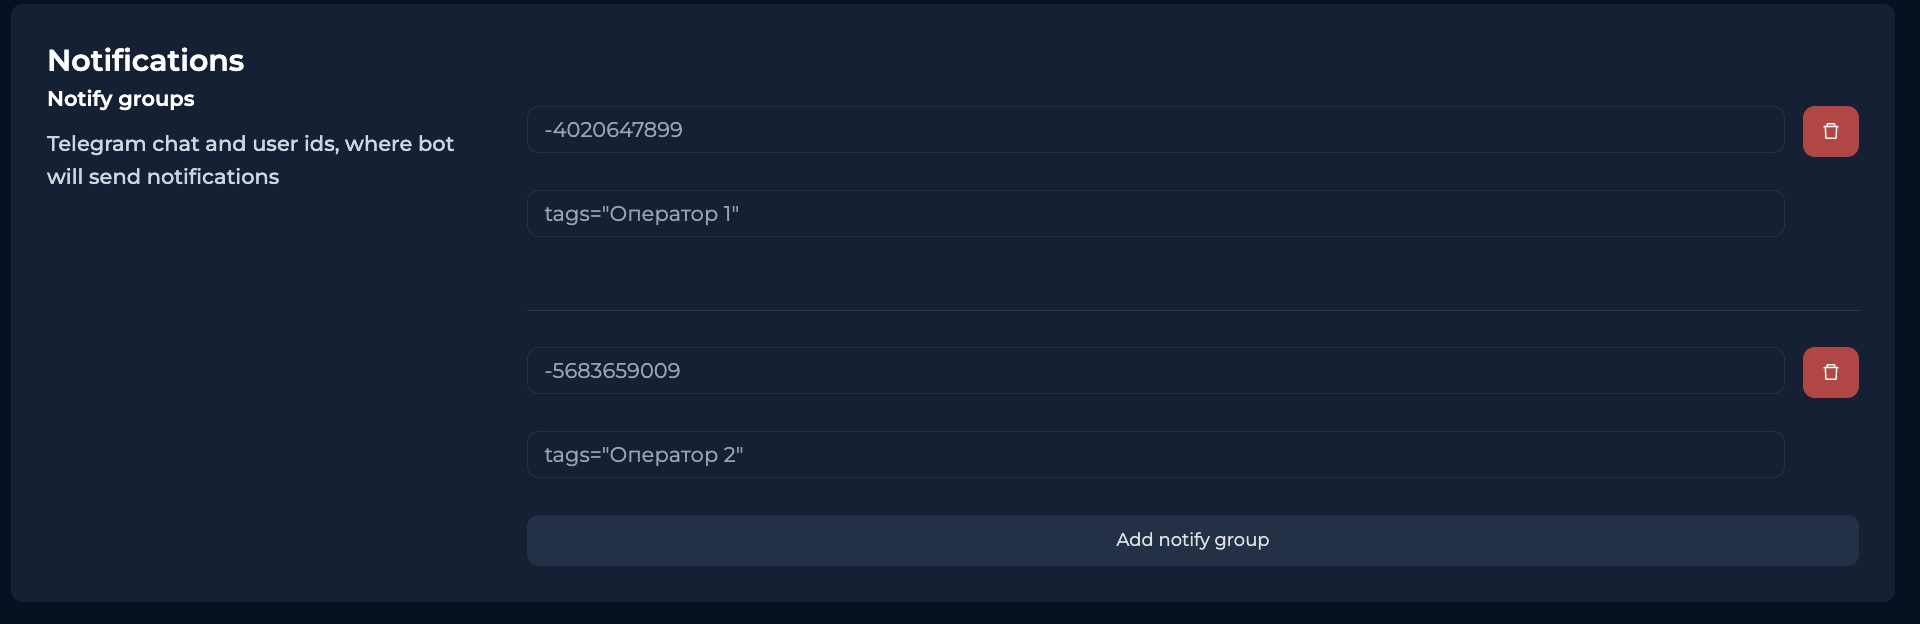 Notifications
Notify groups
Telegram chat and user ids, where bot
will send notifications
-4020647899
tags="Оператор 1"
-5683659009
tags="Оператор 2"
Add notify group